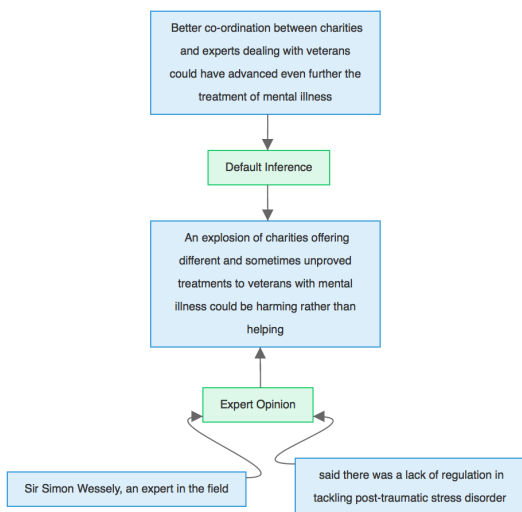 Better co-ordination between charities
and experts dealing with veterans
could have advanced even further the
treatment of mental illness
Default Inference
An explosion of charities offering
different and sometimes unproved
treatments to veterans with mental
illness could be harming rather than
helping
Expert Opinion
Sir Simon Wessely, an expert in the field
said there was a lack of regulation in
tackling post-traumatic stress disorder